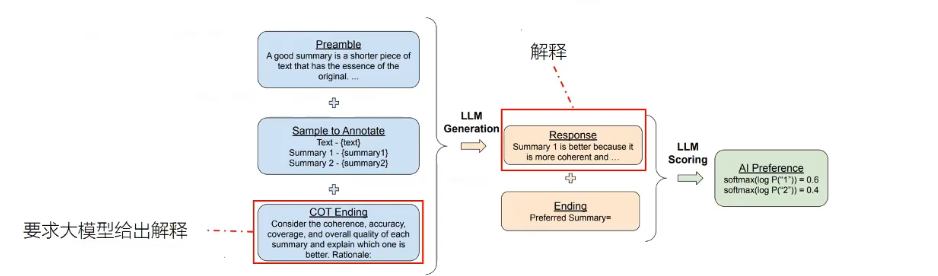 Preamble
A good summary is a shorter piece of
text that has the essence of the
original. ...
Sample to Annotate
Text - {text}
Summary 1 - {summary1}
Summary 2 - {summary2}
COT Ending
Consider the coherence, accuracy,
coverage, and overall quality of each
summary and explain which one is
better. Rationale:
要求大模型给出解释
LLM
Generation
解释
Response
Summary 1 is better because it
is more coherent and ...
Ending
Preferred Summary=
LLM
Scoring
AI Preference
softmax(log P("1")) = 0.6
softmax(log P("2")) = 0.4